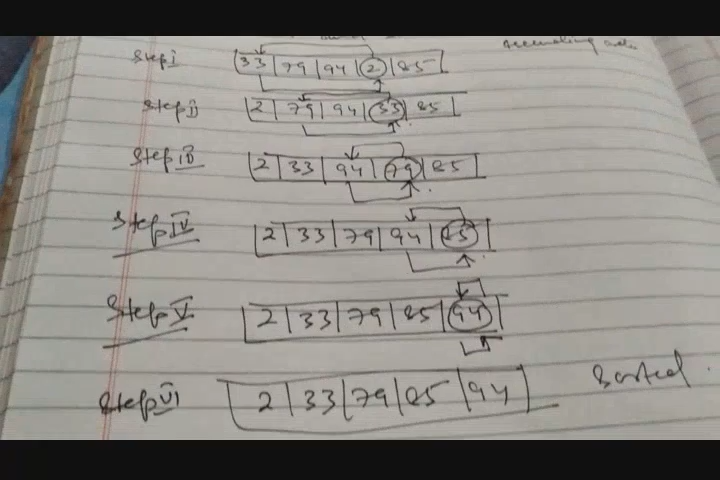 Ascending order
Step I 33 | 79 | 94 | 2 | 85
Step II 2 | 79 | 94 | 33 | 85
Step III 2 | 33 | 94 | 79 | 85
Step IV 2 | 33 | 79 | 94 | 85
Step V 2 | 33 | 79 | 85 | 94
Step VI 2 | 33 | 79 | 85 | 94 Sorted.